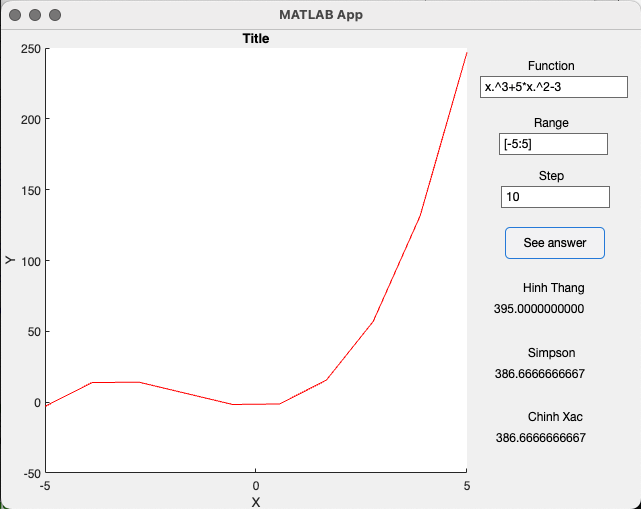 MATLAB App
Title
250
200
150
100
50
0
-50
Y
-5
0
5
X
Function
x.^3+5*x.^2-3
Range
[-5:5]
Step
10
See answer
Hinh Thang
395.0000000000
Simpson
386.6666666667
Chinh Xac
386.6666666667